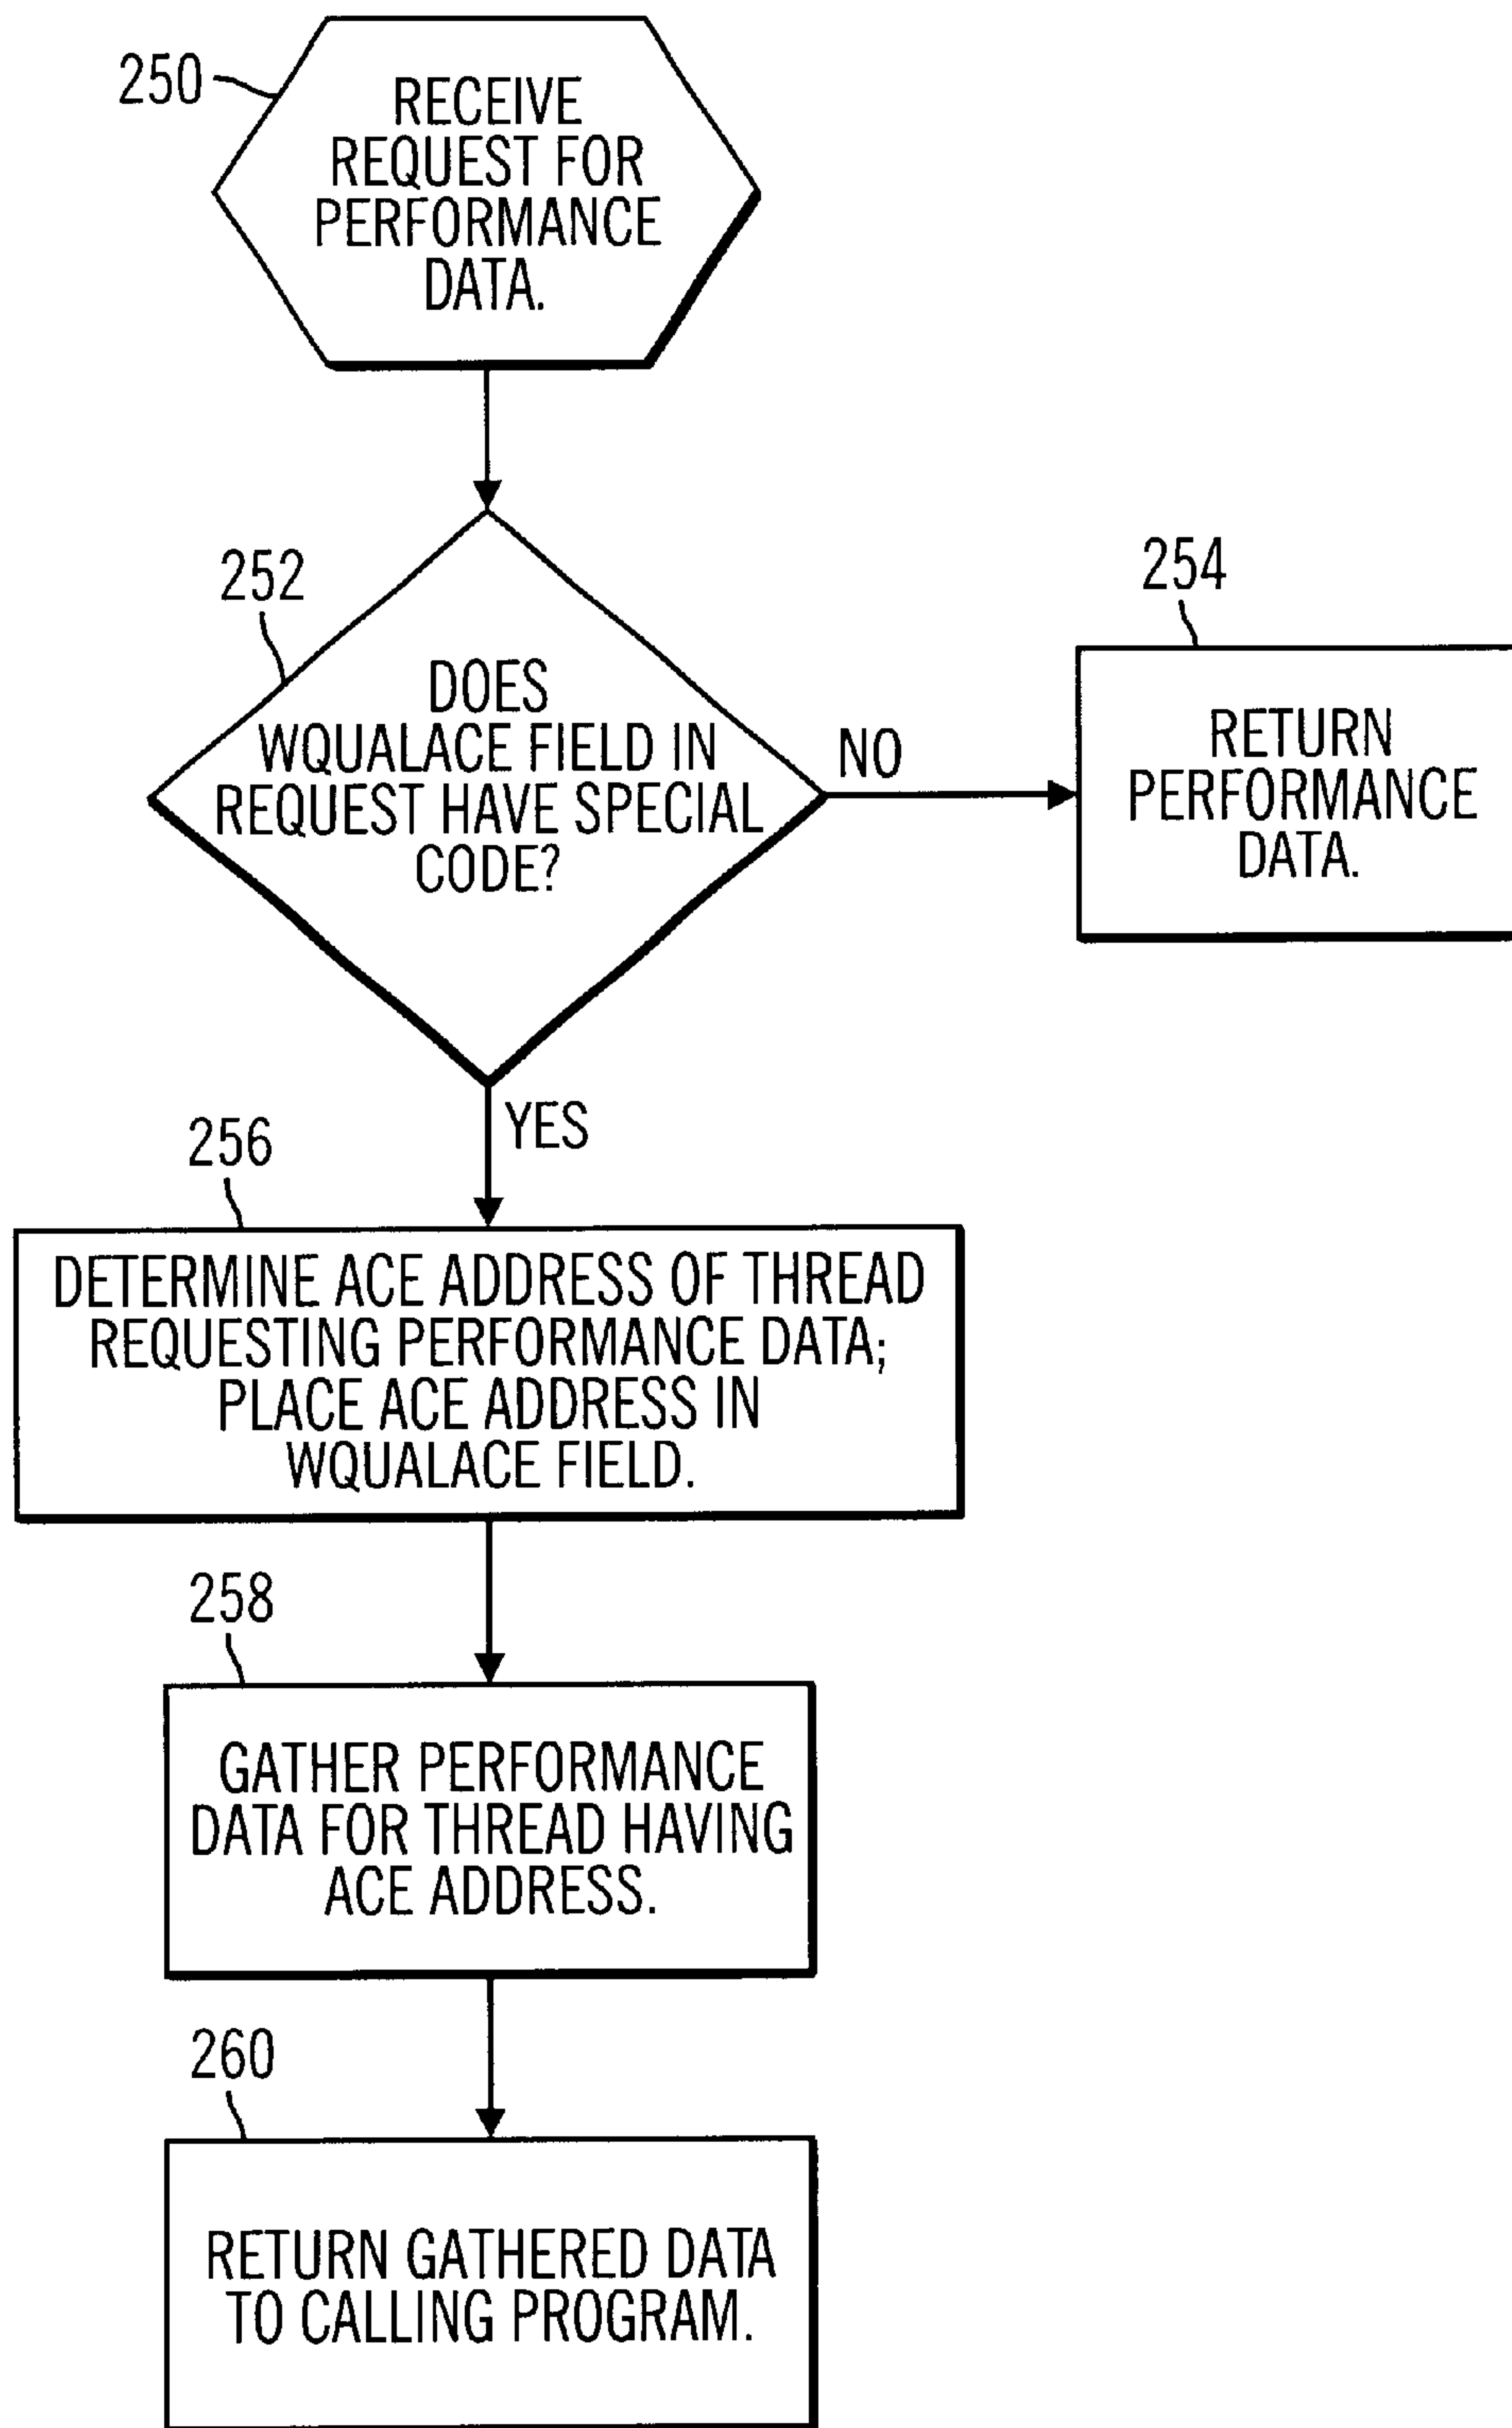 250
RECEIVE
REQUEST FOR
PERFORMANCE
DATA.
252
DOES
WQUALACE FIELD IN
REQUEST HAVE SPECIAL
CODE?
NO
254
RETURN
PERFORMANCE
DATA.
YES
256
DETERMINE ACE ADDRESS OF THREAD
REQUESTING PERFORMANCE DATA;
PLACE ACE ADDRESS IN
WQUALACE FIELD.
258
GATHER PERFORMANCE
DATA FOR THREAD HAVING
ACE ADDRESS.
260
RETURN GATHERED DATA
TO CALLING PROGRAM.